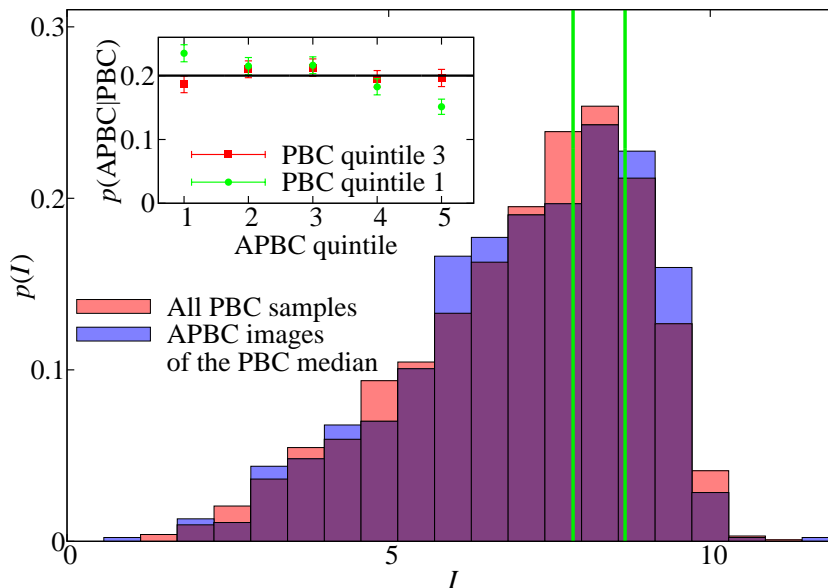 0.3
0.2
0.1
0
p(I)
0
5
10
I
0.2
0.1
0
p(APBC|PBC)
PBC quintile 3
PBC quintile 1
1 2 3 4 5
APBC quintile
All PBC samples
APBC images
of the PBC median